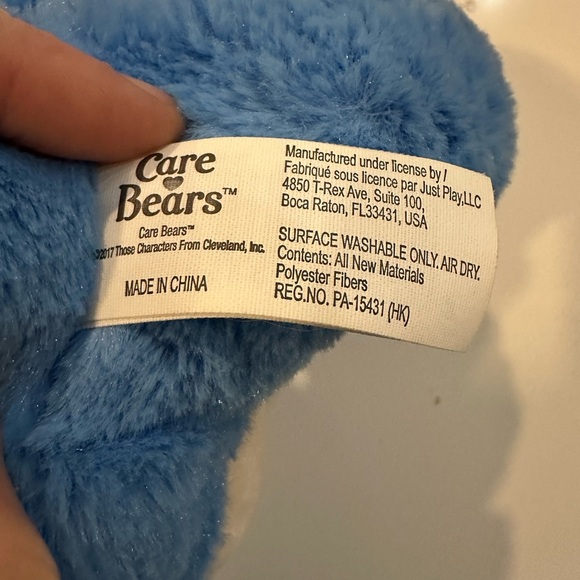 Care
Bears™
Care Bears™
©2017 Those Characters From Cleveland, Inc.
MADE IN CHINA
Manufactured under license by /
Fabriqué sous licence par Just Play,LLC
4850 T-Rex Ave, Suite 100,
Boca Raton, FL33431, USA
SURFACE WASHABLE ONLY. AIR DRY.
Contents: All New Materials
Polyester Fibers
REG.NO. PA-15431 (HK)